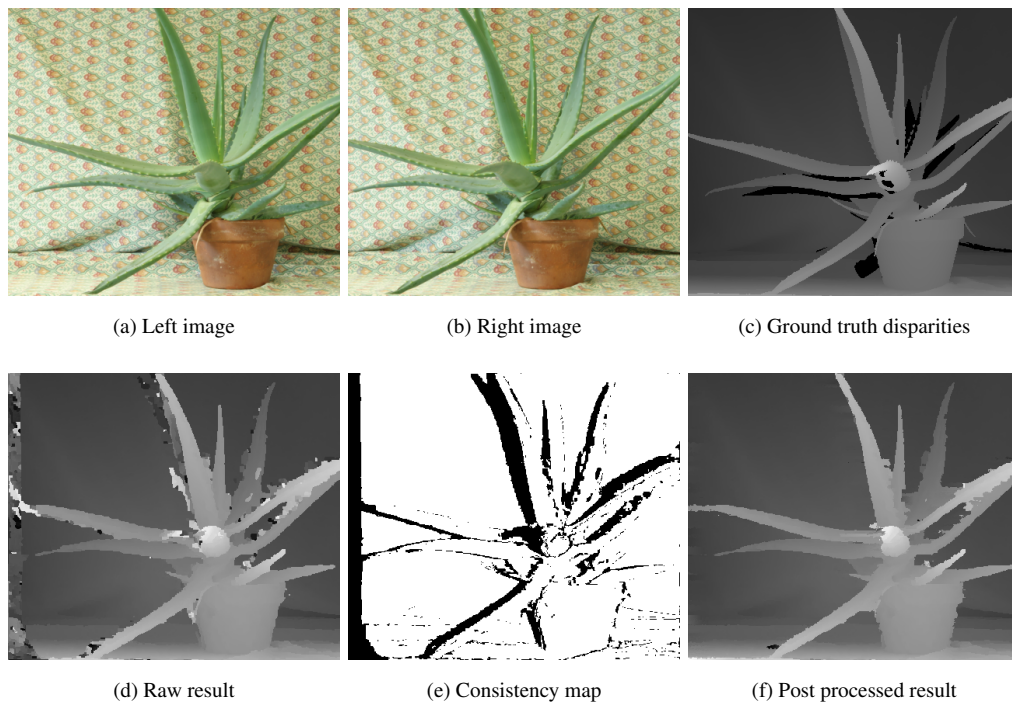 (a) Left image
(b) Right image
(c) Ground truth disparities
(d) Raw result
(e) Consistency map
(f) Post processed result